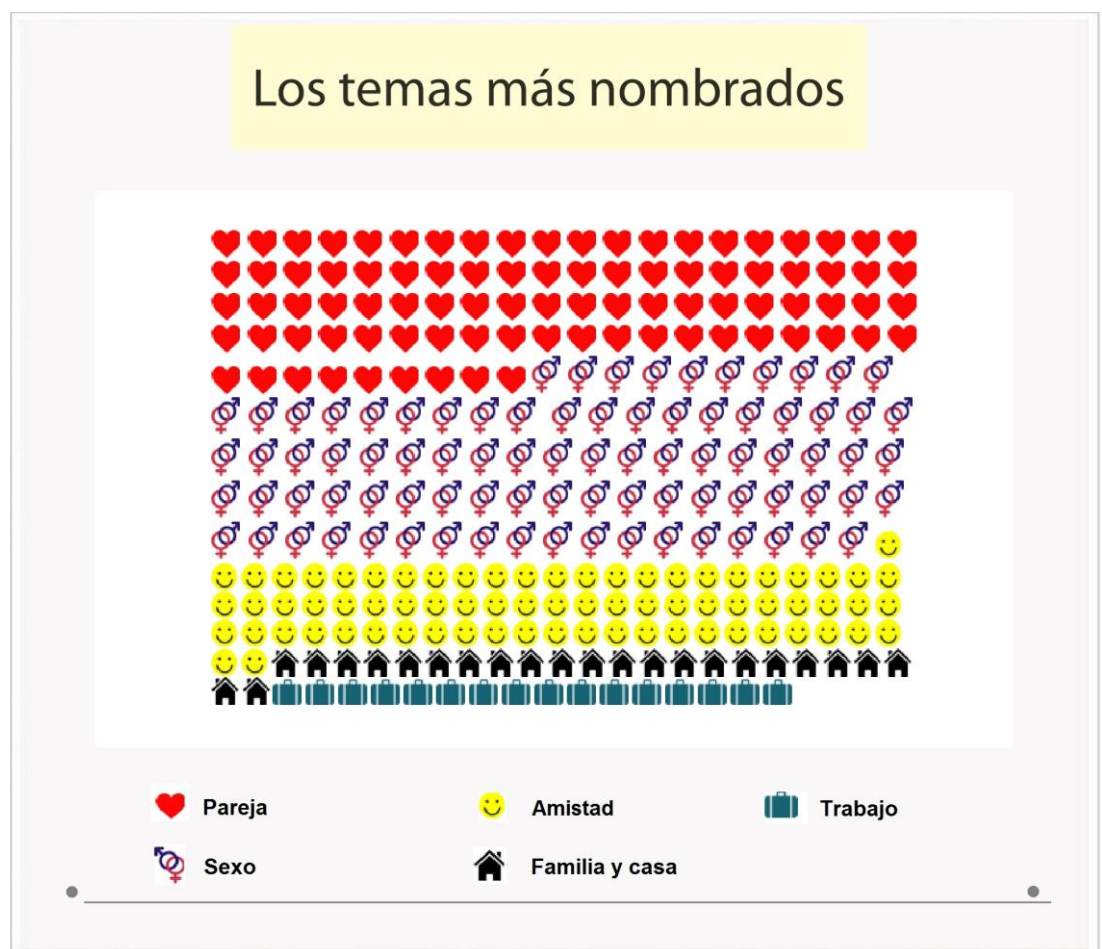 Los temas más nombrados
Pareja
Amistad
Trabajo
Sexo
Familia y casa